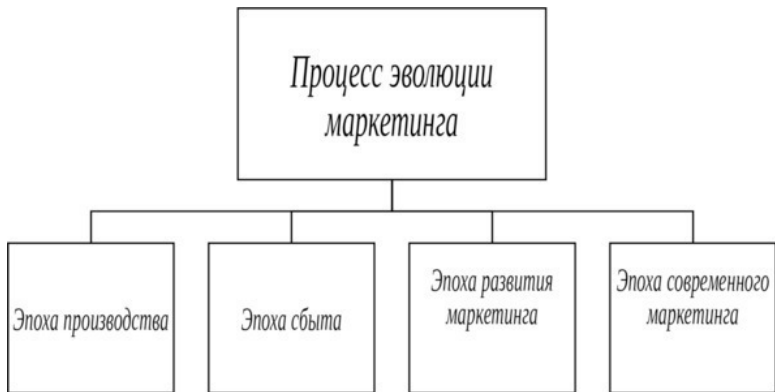 Процесс эволюции
маркетинга
Эпоха производства
Эпоха сбыта
Эпоха развития
маркетинга
Эпоха современного
маркетинга